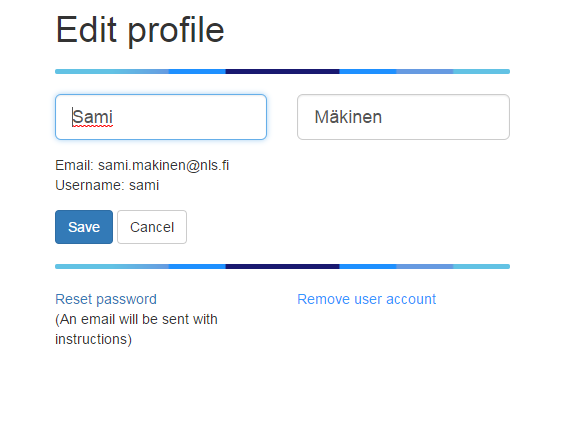 Edit profile
Sami Mäkinen
Email: sami.makinen@nls.fi
Username: sami
Save Cancel
Reset password Remove user account
(An email will be sent with
instructions)